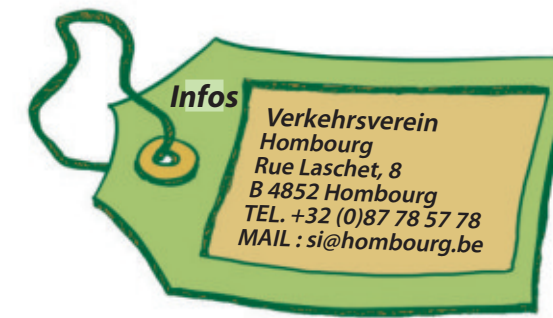 Infos
Verkehrsverein
Hombourg
Rue Laschet, 8
B 4852 Hombourg
TEL. +32 (0)87 78 57 78
MAIL : si@hombourg.be